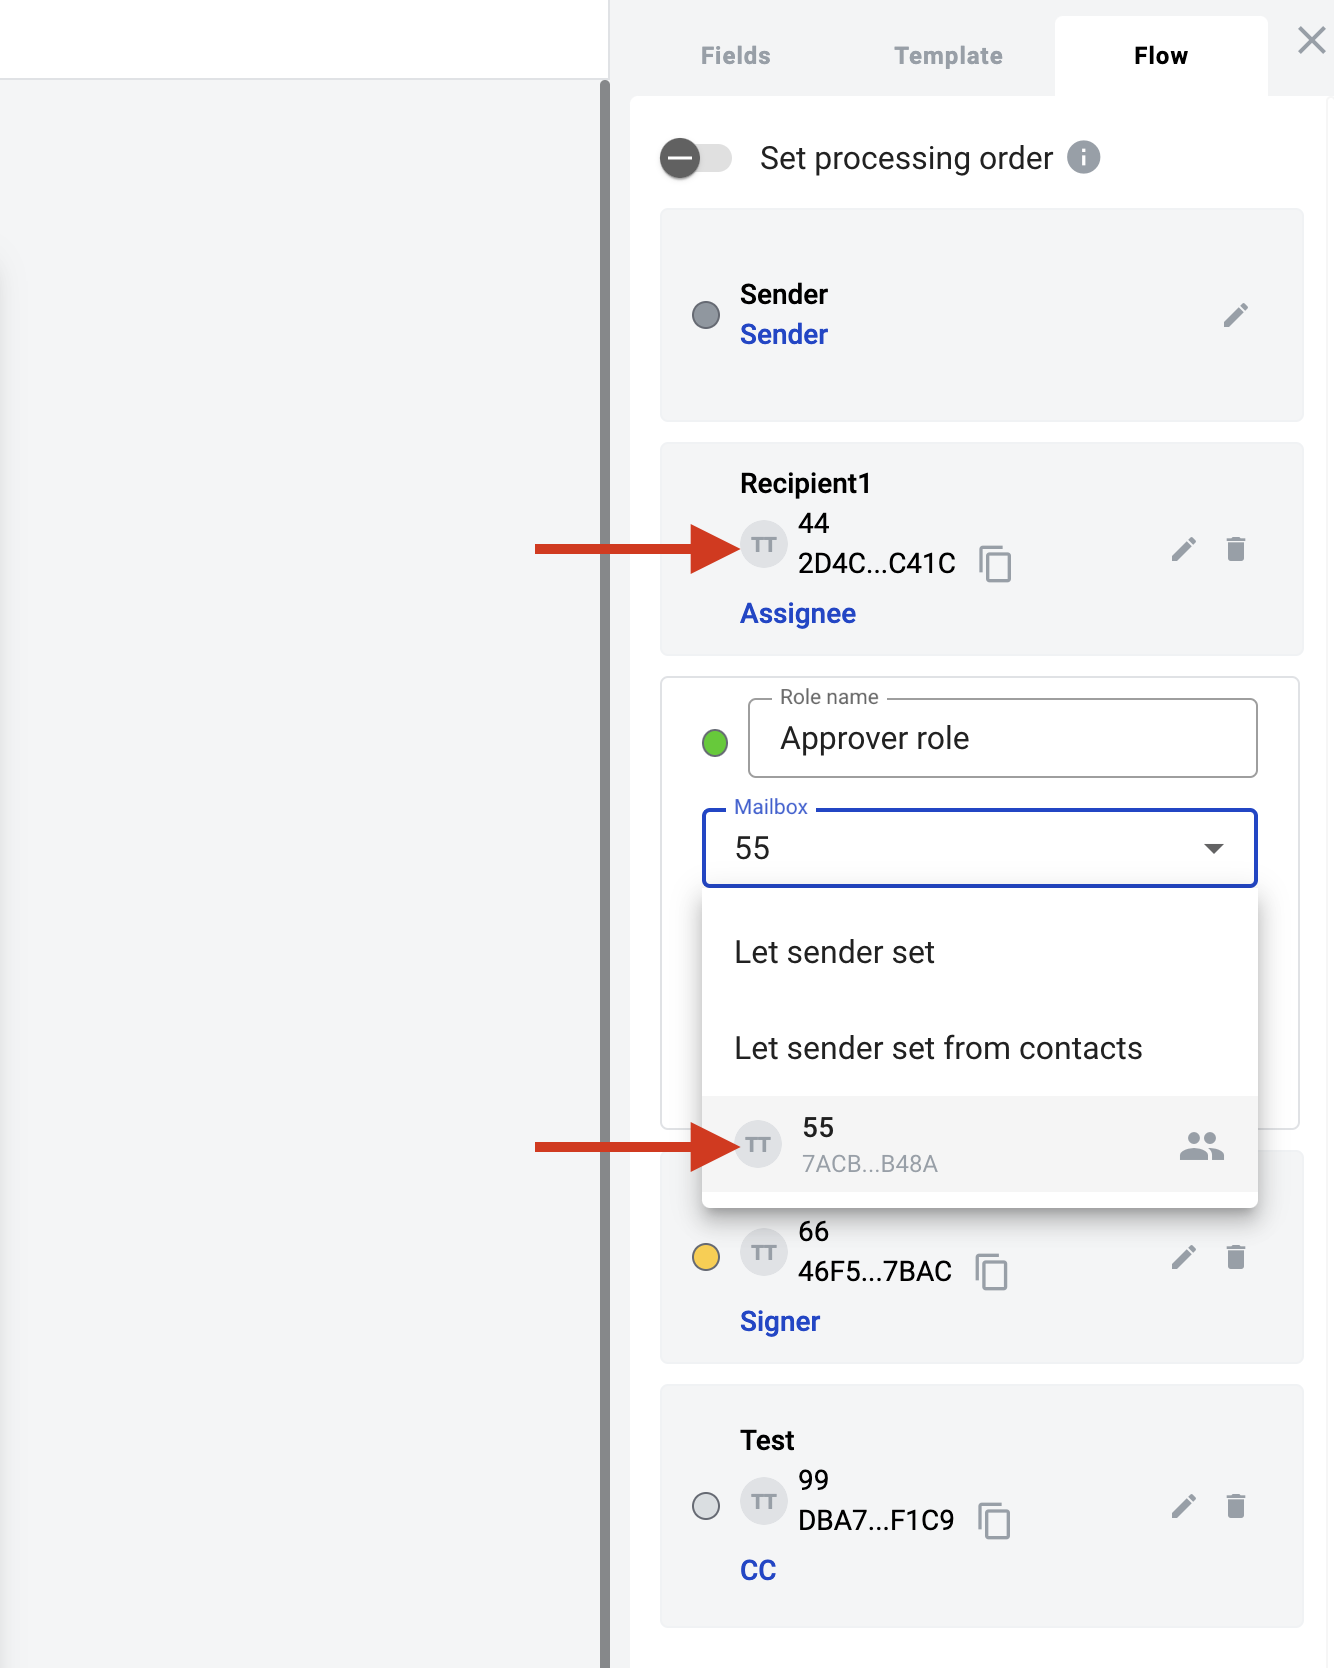 Fields
Template
Flow
Set processing order
Sender
Sender
Recipient1
TT
44
2D4C...C41C
Assignee
Role name
Approver role
Mailbox
55
Let sender set
Let sender set from contacts
TT
55
7ACB...B48A
TT
66
46F5...7BAC
Signer
Test
TT
99
DBA7...F1C9
CC